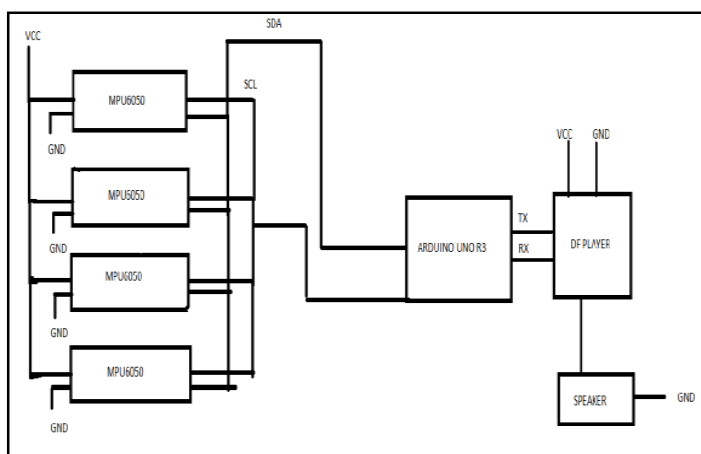 SDA
VCC
MPU6050
SCL
GND
MPU6050
GND
MPU6050
GND
MPU6050
GND
ARDUINO UNO R3
TX
RX
VCC
GND
DF PLAYER
SPEAKER
GND